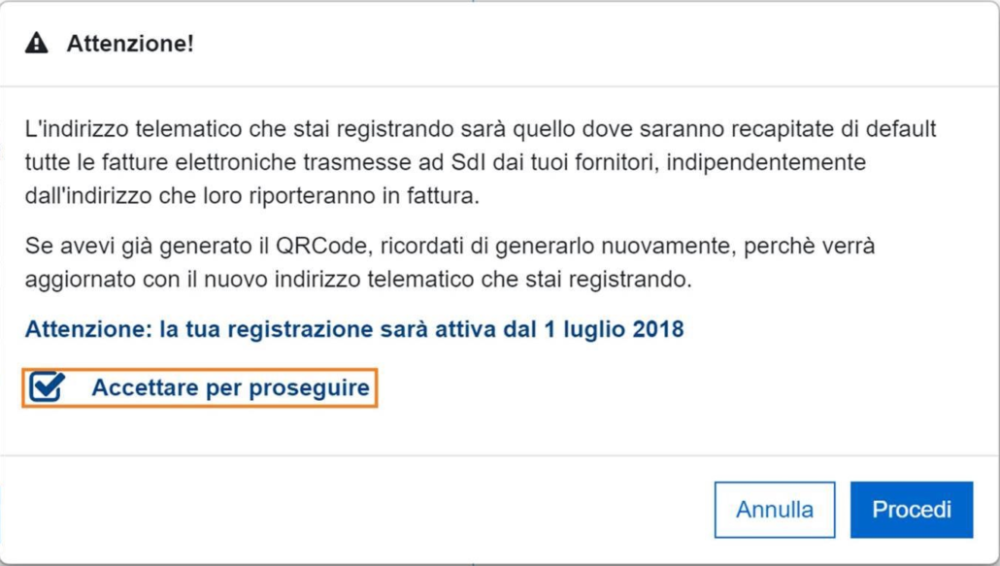 Attenzione!
L'indirizzo telematico che stai registrando sarà quello dove saranno recapitate di default
tutte le fatture elettroniche trasmesse ad SdI dai tuoi fornitori, indipendentemente
dall'indirizzo che loro riporteranno in fattura.
Se avevi già generato il QRCode, ricordati di generarlo nuovamente, perchè verrà
aggiornato con il nuovo indirizzo telematico che stai registrando.
Attenzione: la tua registrazione sarà attiva dal 1 luglio 2018
Accettare per proseguire
Annulla
Procedi